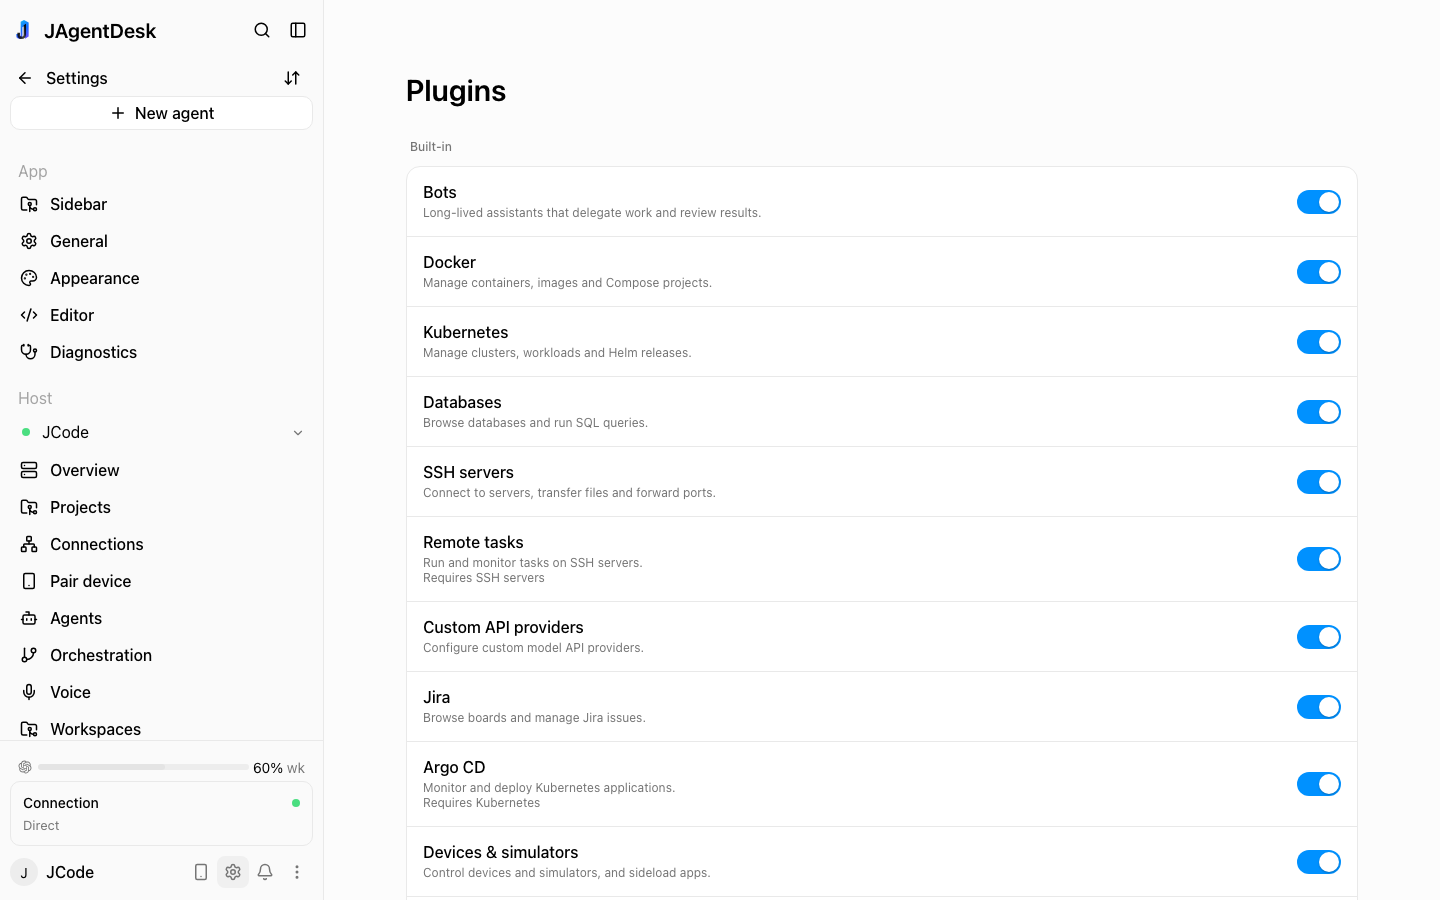 JAgentDesk
Settings
New agent
App
Sidebar
General
Appearance
Editor
Diagnostics
Host
JCode
Overview
Projects
Connections
Pair device
Agents
Orchestration
Voice
Workspaces
60% wk
Connection
Direct
J JCode
Plugins
Built-in
Bots
Long-lived assistants that delegate work and review results.
Docker
Manage containers, images and Compose projects.
Kubernetes
Manage clusters, workloads and Helm releases.
Databases
Browse databases and run SQL queries.
SSH servers
Connect to servers, transfer files and forward ports.
Remote tasks
Run and monitor tasks on SSH servers.
Requires SSH servers
Custom API providers
Configure custom model API providers.
Jira
Browse boards and manage Jira issues.
Argo CD
Monitor and deploy Kubernetes applications.
Requires Kubernetes
Devices & simulators
Control devices and simulators, and sideload apps.